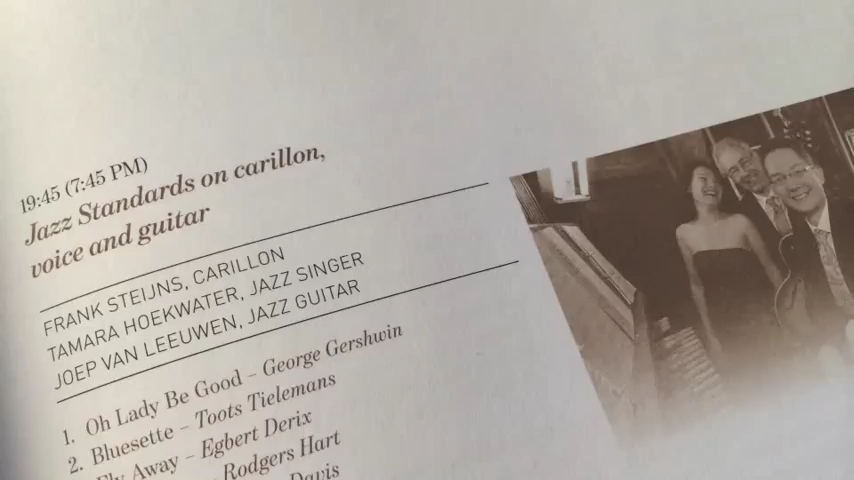 19:45 (7:45 PM)
Jazz Standards on carillon,
voice and guitar
FRANK STEIJNS, CARILLON
TAMARA HOEKWATER, JAZZ SINGER
JOEP VAN LEEUWEN, JAZZ GUITAR
1. Oh Lady Be Good – George Gershwin
2. Bluesette – Toots Tielemans
Away – Egbert Derix
Rodgers Hart
Davis